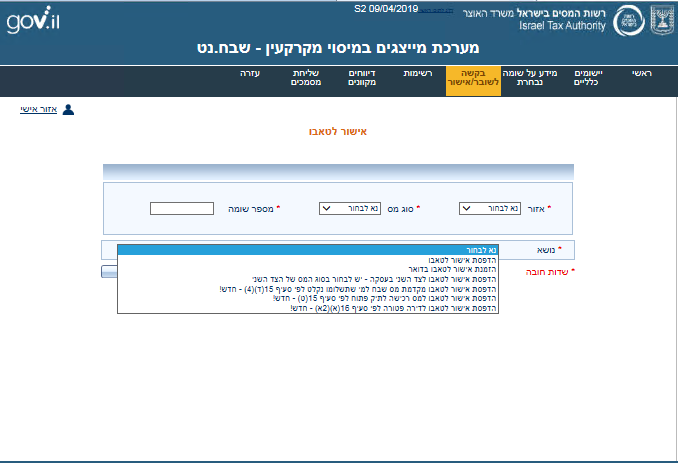 gov.il
S2 09/04/2019
רשות המסים בישראל משרד האוצר
Israel Tax Authority
מערכת מייצגים במיסוי מקרקעין - שבח.נט
ראשי
יישומים כלליים
מידע על שומה נבחרת
בקשה לשובר/אישור
רשימות
דיווחים מקוונים
שליחת מסמכים
עזרה
אזור אישי
אישור לטאבו
* אזור נא לבחור * סוג מס נא לבחור * מספר שומה
* נושא נא לבחור
הדפסת אישור לטאבו
הזמנת אישור לטאבו בדואר
הדפסת אישור לטאבו לצד השני בעסקה - יש לבחור בסוג המס של הצד השני
הדפסת אישור לטאבו מקדמת מס שבח למי שתשלומו נקלט לפי סעיף 15(ד)(4) - חדש!
הדפסת אישור לטאבו למס רכישה לתיק פתוח לפי סעיף 15(ט) - חדש!
הדפסת אישור לטאבו לדירה פטורה לפי סעיף 16(א)(2א) - חדש!
* שדות חובה